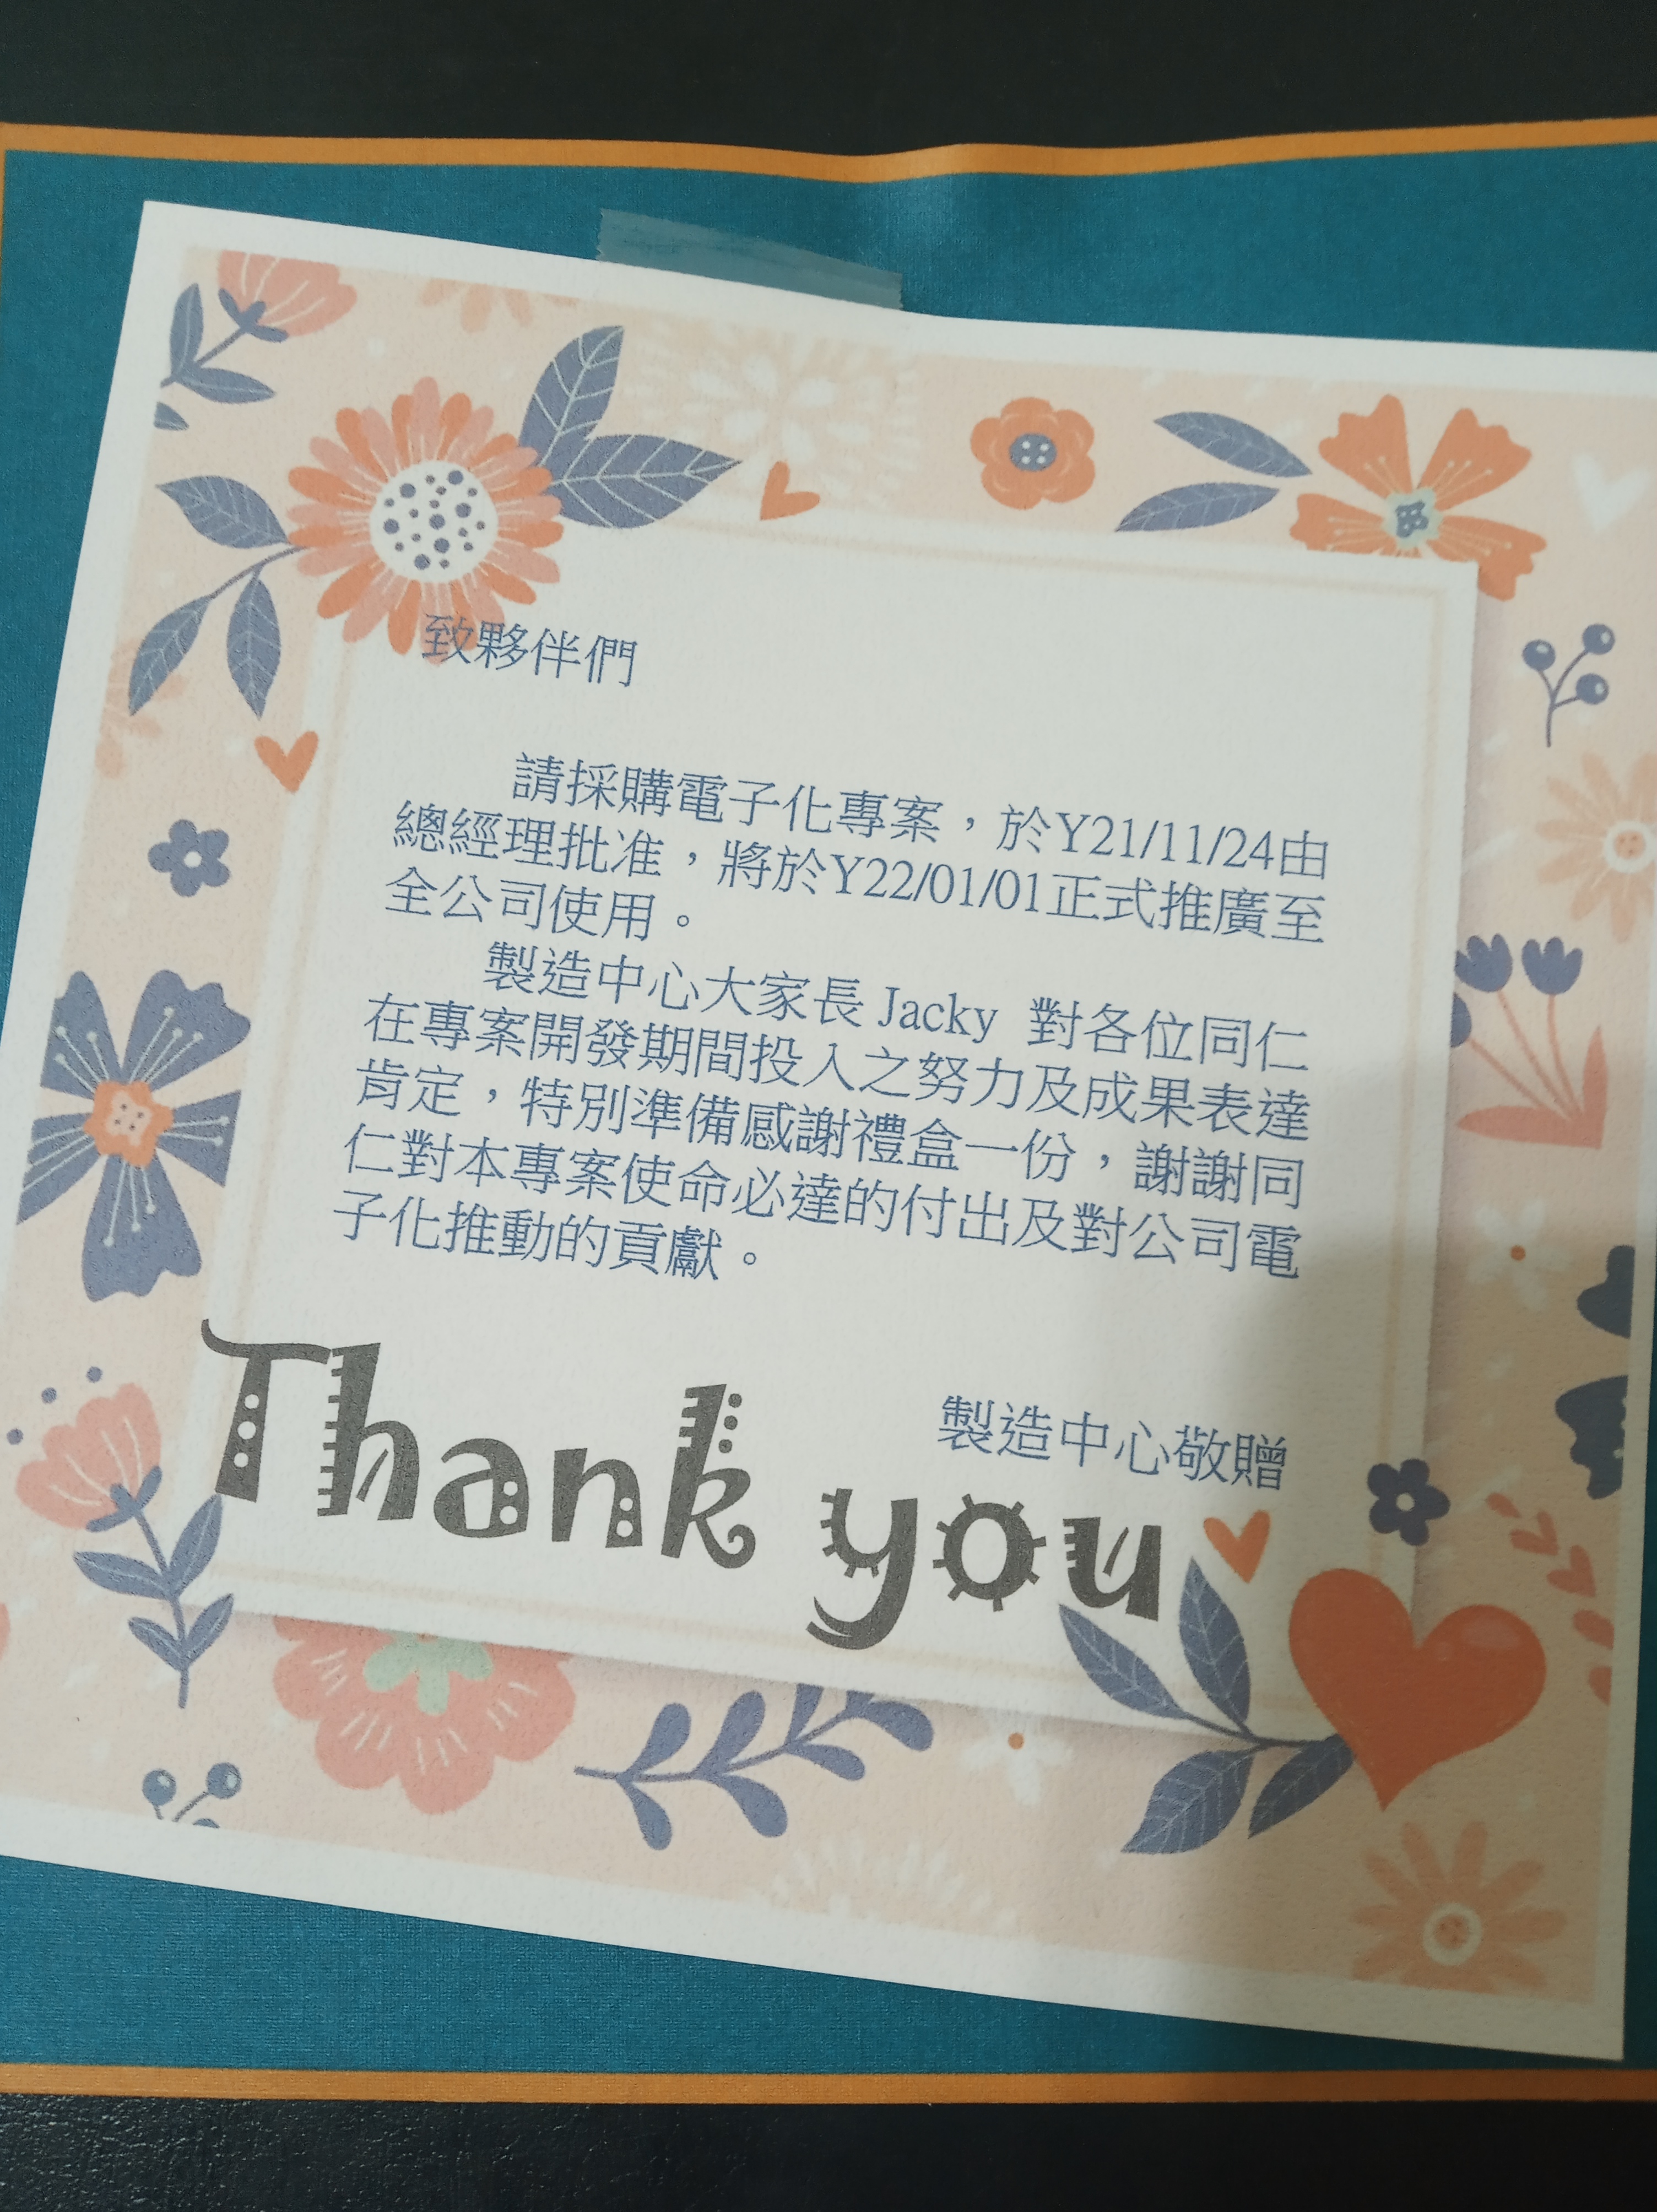 致夥伴們
請採購電子化專案，於Y21/11/24由
總經理批准，將於Y22/01/01正式推廣至
全公司使用。
製造中心大家長 Jacky 對各位同仁
在專案開發期間投入之努力及成果表達
肯定，特別準備感謝禮盒一份，謝謝同
仁對本專案使命必達的付出及對公司電
子化推動的貢獻。
製造中心敬贈
Thank you